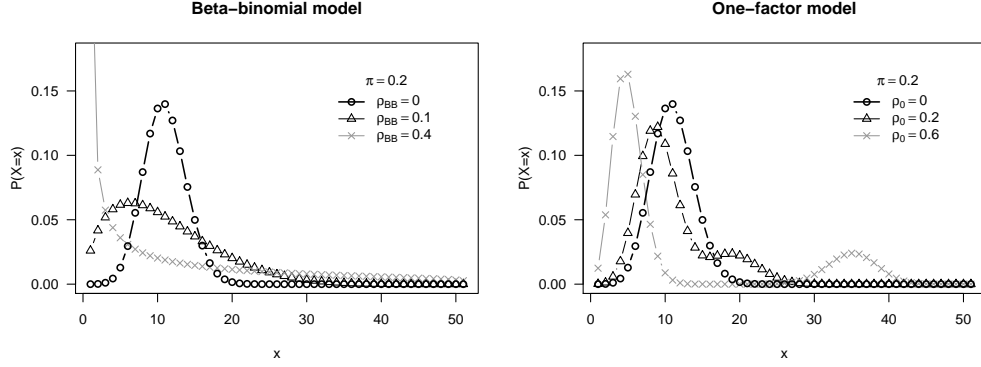 Beta−binomial model
P(X=x)
0.15
0.10
0.05
0.00
π = 0.2
ρBB = 0
ρBB = 0.1
ρBB = 0.4
0 10 20 30 40 50
x
One−factor model
P(X=x)
0.15
0.10
0.05
0.00
π = 0.2
ρ0 = 0
ρ0 = 0.2
ρ0 = 0.6
0 10 20 30 40 50
x